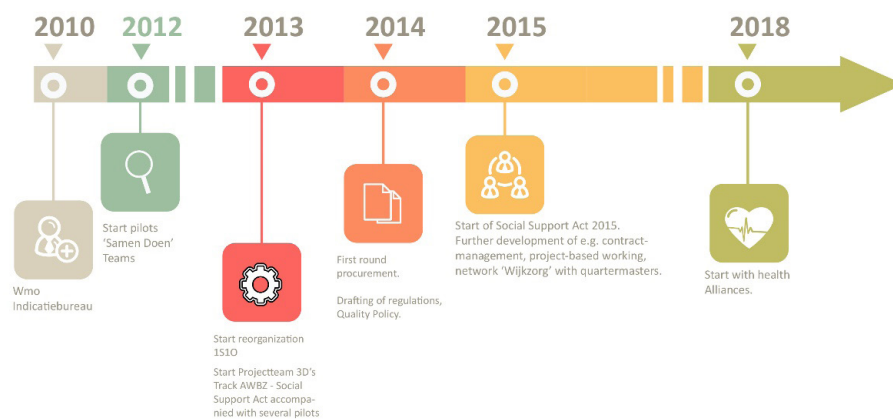 2010
2012
2013
2014
2015
2018
Wmo
Indicatiebureau
Start pilots
‘Samen Doen’
Teams
Start reorganization
1S1O
Start Projectteam 3D’s
Track AWBZ - Social
Support Act accompa-
nied with several pilots
First round
procurement.
Drafting of regulations,
Quality Policy.
Start of Social Support Act 2015.
Further development of e.g. contract-
management, project-based working,
network ‘Wijkzorg’ with quartermasters.
Start with health
Alliances.